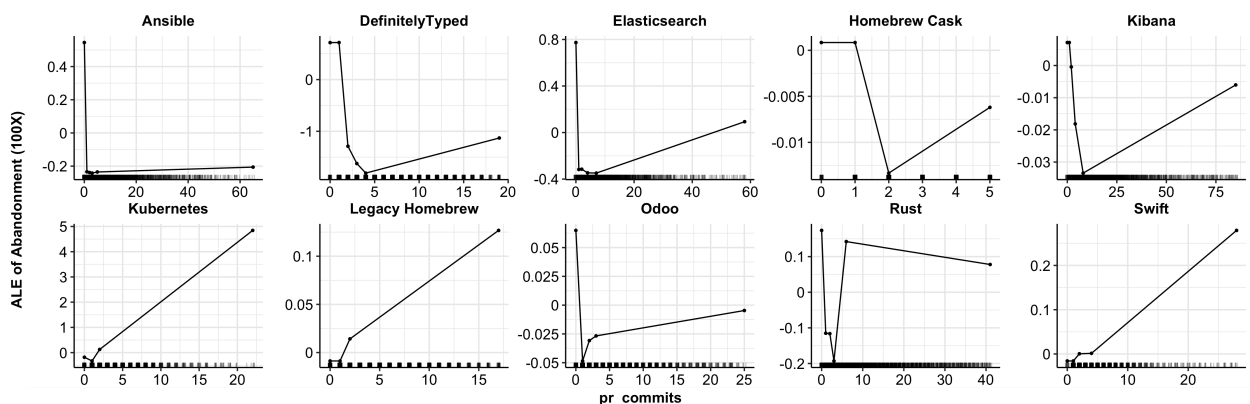 Ansible DefinitelyTyped Elasticsearch Homebrew Cask Kibana
0.4 0.2 0 -0.2
0 20 40 60
0 -1
0 5 10 15 20
0.8 0.4 0 -0.4
0 20 40 60
0 -0.005 -0.01
0 1 2 3 4 5
0 -0.01 -0.02 -0.03
0 25 50 75
ALE of Abandonment (100X)
Kubernetes Legacy Homebrew Odoo Rust Swift
5 4 3 2 1 0
0 5 10 15 20
0.1 0.05 0
0 5 10 15
0.05 0.025 0 -0.025 -0.05
0 5 10 15 20 25
0.1 0 -0.1 -0.2
0 10 20 30 40
0.2 0.1 0
0 10 20
pr_commits